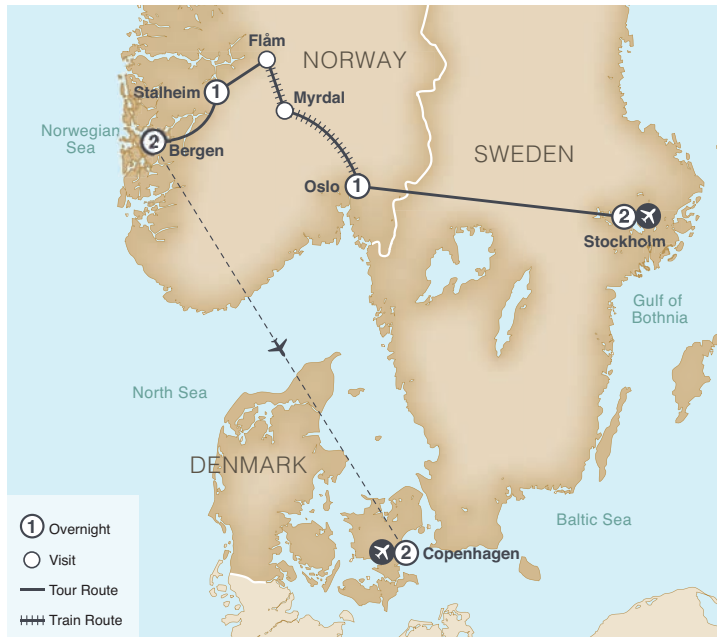 Flåm
NORWAY
Stalheim
1
Myrdal
Norwegian
Sea
2
Bergen
SWEDEN
Oslo
1
2
Stockholm
Gulf of
Bothnia
North Sea
DENMARK
Baltic Sea
2
Copenhagen
1 Overnight
Visit
Tour Route
Train Route